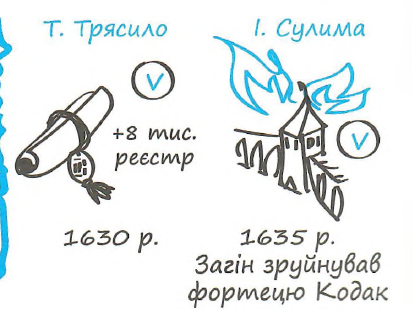 Т. Трясило
+8 тис.
реєстр
1630 р.
І. Сулима
1635 р.
Загін зруйнував
фортецю Кодак